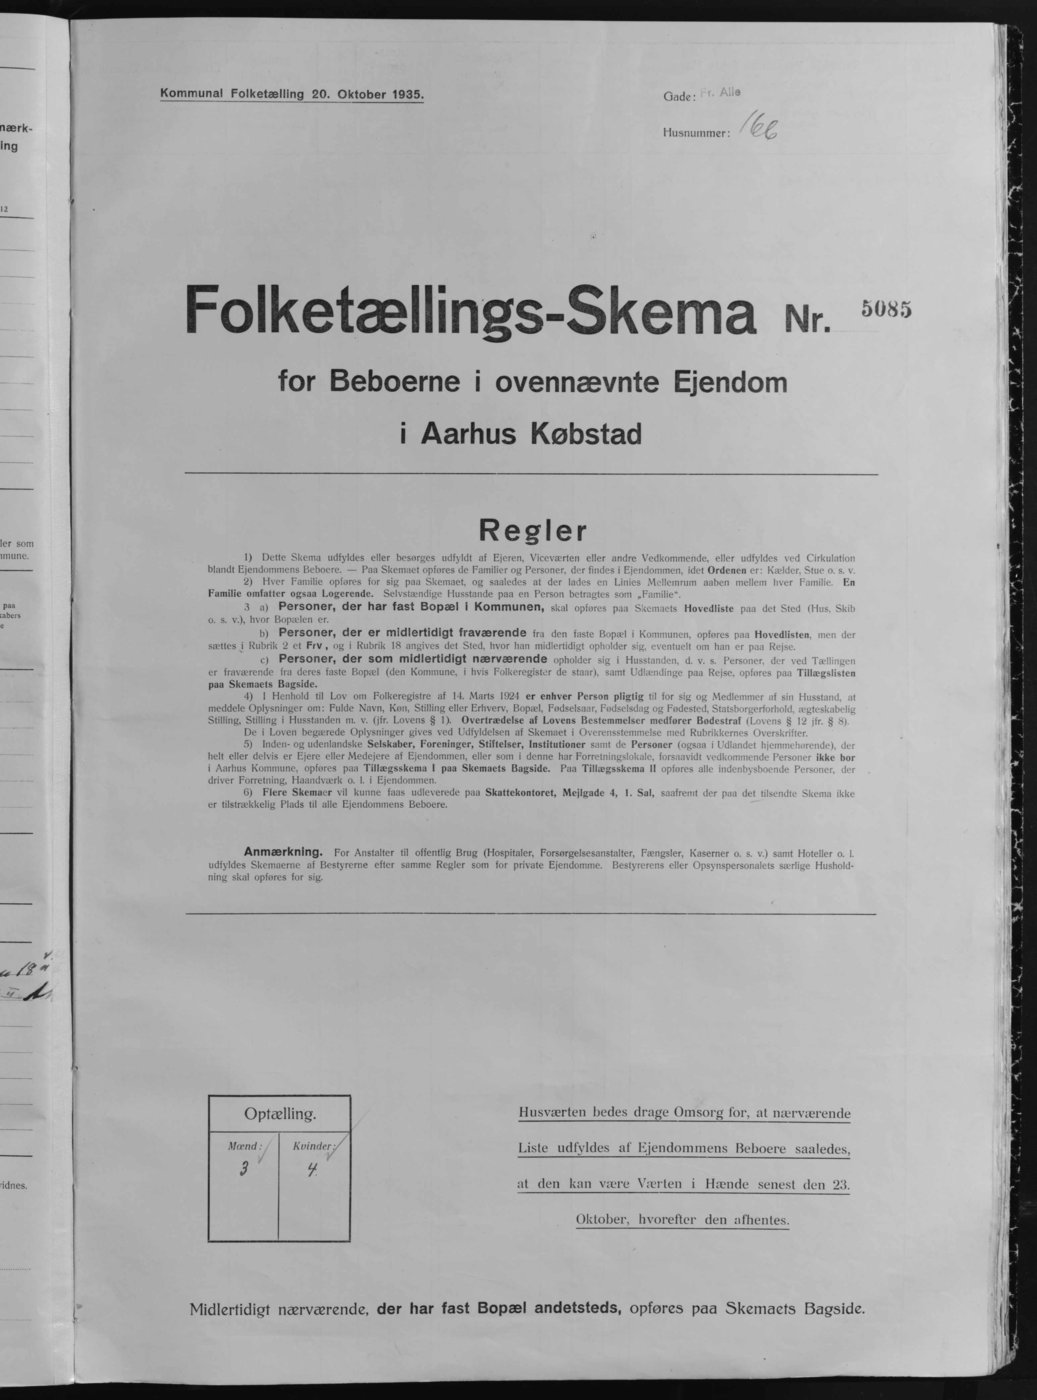 Kommunal Folketælling 20. Oktober 1935.
Gade: Fr. Alle
Husnummer: 166
Folketællings-Skema Nr. 5085
for Beboerne i ovennævnte Ejendom
i Aarhus Købstad
Regler
1) Dette Skema udfyldes eller besørges udfyldt af Ejeren, Viceværten eller andre Vedkommende, eller udfyldes ved Cirkulation
blandt Ejendommens Beboere. — Paa Skemaet opføres de Familier og Personer, der findes i Ejendommen, idet Ordenen er: Kælder, Stue o. s. v.
2) Hver Familie opføres for sig paa Skemaet, og saaledes at der lades en Linies Mellemrum aaben mellem hver Familie. En
Familie omfatter ogsaa Logerende. Selvstændige Husstande paa en Person betragtes som „Familie“.
3 a) Personer, der har fast Bopæl i Kommunen, skal opføres paa Skemaets Hovedliste paa det Sted (Hus, Skib
o. s. v.), hvor Bopælen er.
b) Personer, der er midlertidigt fraværende fra den faste Bopæl i Kommunen, opføres paa Hovedlisten, men der
sættes i Rubrik 2 et Frv, og i Rubrik 18 angives det Sted, hvor han midlertidigt opholder sig, eventuelt om han er paa Rejse.
c) Personer, der som midlertidigt nærværende opholder sig i Husstanden, d. v. s. Personer, der ved Tællingen
er fraværende fra deres faste Bopæl (den Kommune, i hvis Folkeregister de staar), samt Udlændinge paa Rejse, opføres paa Tillægslisten
paa Skemaets Bagside.
4) I Henhold til Lov om Folkeregistre af 14. Marts 1924 er enhver Person pligtig til for sig og Medlemmer af sin Husstand, at
meddele Oplysninger om: Fulde Navn, Køn, Stilling eller Erhverv, Bopæl, Fødselsaar, Fødselsdag og Fødested, Statsborgerforhold, ægteskabelig
Stilling, Stilling i Husstanden m. v. (jfr. Lovens § 1). Overtrædelse af Lovens Bestemmelser medfører Bødestraf (Lovens § 12 jfr. § 8).
De i Loven begærede Oplysninger gives ved Udfyldelsen af Skemaet i Overensstemmelse med Rubrikkernes Overskrifter.
5) Inden- og udenlandske Selskaber, Foreninger, Stiftelser, Institutioner samt de Personer (ogsaa i Udlandet hjemmehørende), der
helt eller delvis er Ejere eller Medejere af Ejendommen, eller som i denne har Forretningslokale, forsaavidt vedkommende Personer ikke bor
i Aarhus Kommune, opføres paa Tillægsskema I paa Skemaets Bagside. Paa Tillægsskema II opføres alle indenbysboende Personer, der
driver Forretning, Haandværk o. l. i Ejendommen.
6) Flere Skemaer vil kunne faas udleverede paa Skattekontoret, Mejlgade 4, 1. Sal, saafremt der paa det tilsendte Skema ikke
er tilstrækkelig Plads til alle Ejendommens Beboere.
Anmærkning. For Anstalter til offentlig Brug (Hospitaler, Forsørgelsesanstalter, Fængsler, Kaserner o. s. v.) samt Hoteller o. l.
udfyldes Skemaerne af Bestyrerne efter samme Regler som for private Ejendomme. Bestyrerens eller Opsynspersonalets særlige Hushold-
ning skal opføres for sig.
Optælling.
Mænd: Kvinder:
3 4
Husværten bedes drage Omsorg for, at nærværende
Liste udfyldes af Ejendommens Beboere saaledes,
at den kan være Værten i Hænde senest den 23.
Oktober, hvorefter den afhentes.
Midlertidigt nærværende, der har fast Bopæl andetsteds, opføres paa Skemaets Bagside.